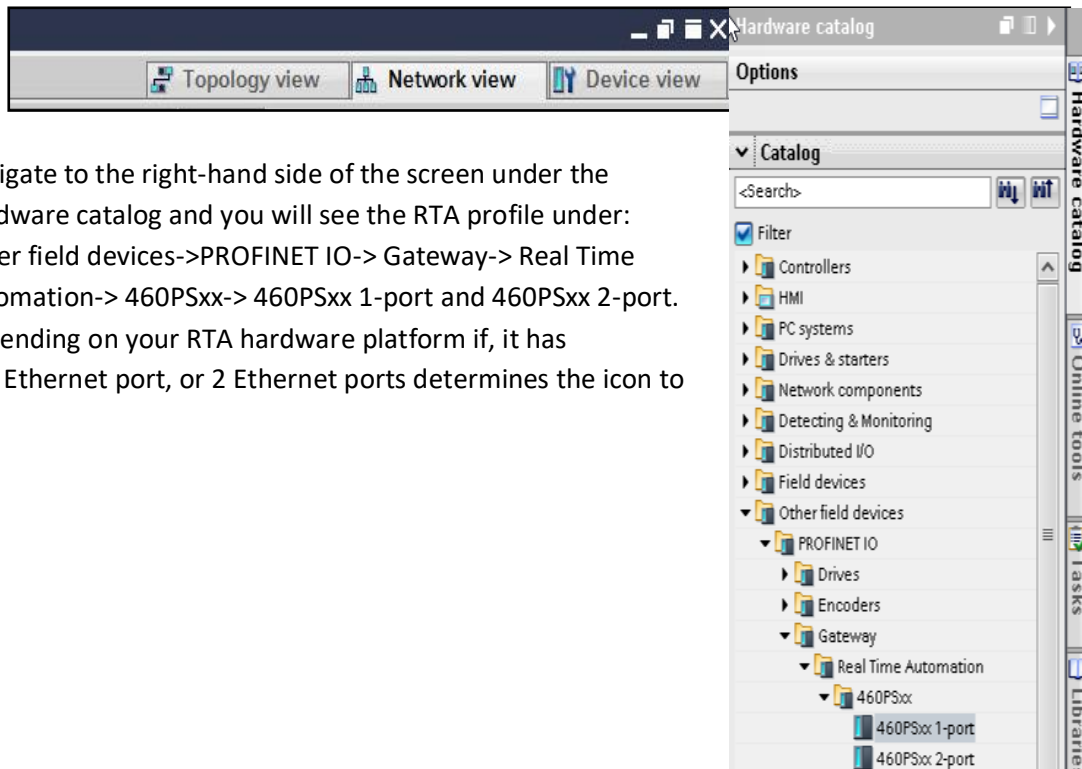 Topology view
Network view
Device view
igate to the right-hand side of the screen under the
dware catalog and you will see the RTA profile under:
er field devices->PROFINET IO-> Gateway-> Real Time
omation-> 460PSxx-> 460PSxx 1-port and 460PSxx 2-port.
ending on your RTA hardware platform if, it has
Ethernet port, or 2 Ethernet ports determines the icon to
Hardware catalog
Options
Catalog
<Search>
Filter
Controllers
HMI
PC systems
Drives & starters
Network components
Detecting & Monitoring
Distributed I/O
Field devices
Other field devices
PROFINET IO
Drives
Encoders
Gateway
Real Time Automation
460PSxx
460PSxx 1-port
460PSxx 2-port
Hardware catalog
Online tools
Tasks
Libraries